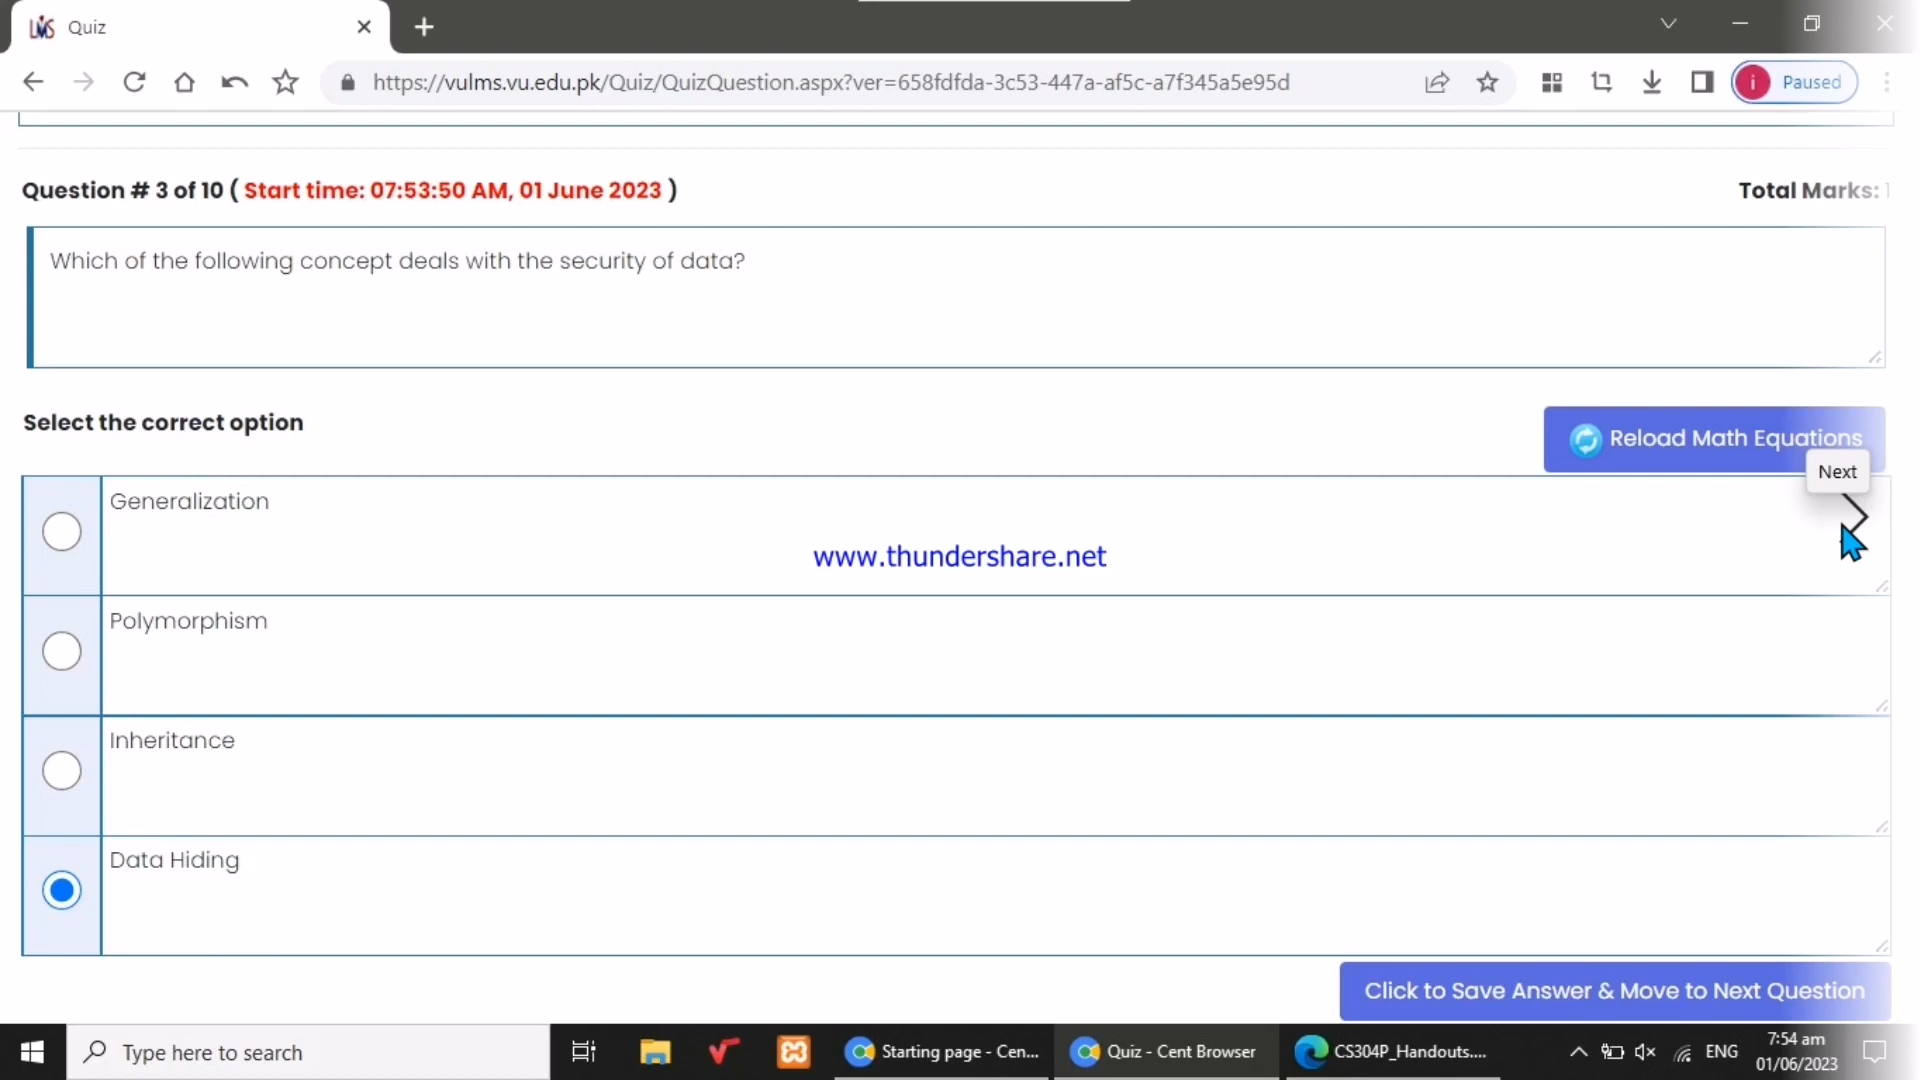 LMS Quiz
https://vulms.vu.edu.pk/Quiz/QuizQuestion.aspx?ver=658fdfda-3c53-447a-af5c-a7f345a5e95d
i Paused
Question # 3 of 10 ( Start time: 07:53:50 AM, 01 June 2023 )
Total Marks: 1
Which of the following concept deals with the security of data?
Select the correct option
Reload Math Equations
Next
Generalization
www.thundershare.net
Polymorphism
Inheritance
Data Hiding
Click to Save Answer & Move to Next Question
Type here to search
Starting page - Cen...
Quiz - Cent Browser
CS304P_Handouts....
ENG
7:54 am
01/06/2023